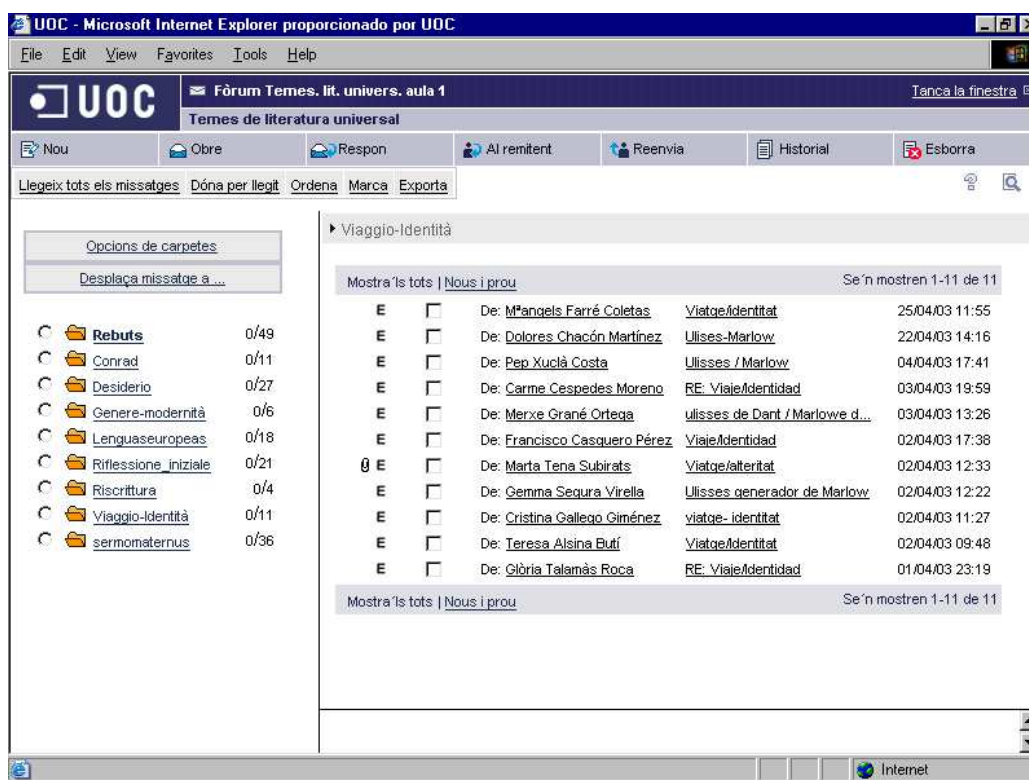 UOC - Microsoft Internet Explorer proporcionado por UOC
File Edit View Favorites Tools Help
UOC
Fòrum Temes. lit. univers. aula 1 Tanca la finestra
Temes de literatura universal
Nou Obre Respon Al remitent Reenvia Historial Esborra
Llegeix tots els missatges Dóna per llegit Ordena Marca Exporta
Opcions de carpetes
Desplaça missatge a ...
Rebuts 0/49
Conrad 0/11
Desiderio 0/27
Genere-modernità 0/6
Lenguaseuropeas 0/18
Riflessione_iniziale 0/21
Riscrittura 0/4
Viaggio-Identità 0/11
sermomaternus 0/36
Viaggio-Identità
Mostra´ls tots | Nous i prou Se´n mostren 1-11 de 11
E De: Mªangels Farré Coletas Viatge/identitat 25/04/03 11:55
E De: Dolores Chacón Martínez Ulises-Marlow 22/04/03 14:16
E De: Pep Xuclà Costa Ulisses / Marlow 04/04/03 17:41
E De: Carme Cespedes Moreno RE: Viaje/Identidad 03/04/03 19:59
E De: Merxe Grané Ortega ulisses de Dant / Marlowe d... 03/04/03 13:26
E De: Francisco Casquero Pérez Viaje/Identidad 02/04/03 17:38
E De: Marta Tena Subirats Viatge/alteritat 02/04/03 12:33
E De: Gemma Segura Virella Ulisses generador de Marlow 02/04/03 12:22
E De: Cristina Gallego Giménez viatge- identitat 02/04/03 11:27
E De: Teresa Alsina Butí Viatge/Identitat 02/04/03 09:48
E De: Glòria Talamàs Roca RE: Viaje/Identidad 01/04/03 23:19
Mostra´ls tots | Nous i prou Se´n mostren 1-11 de 11
Internet